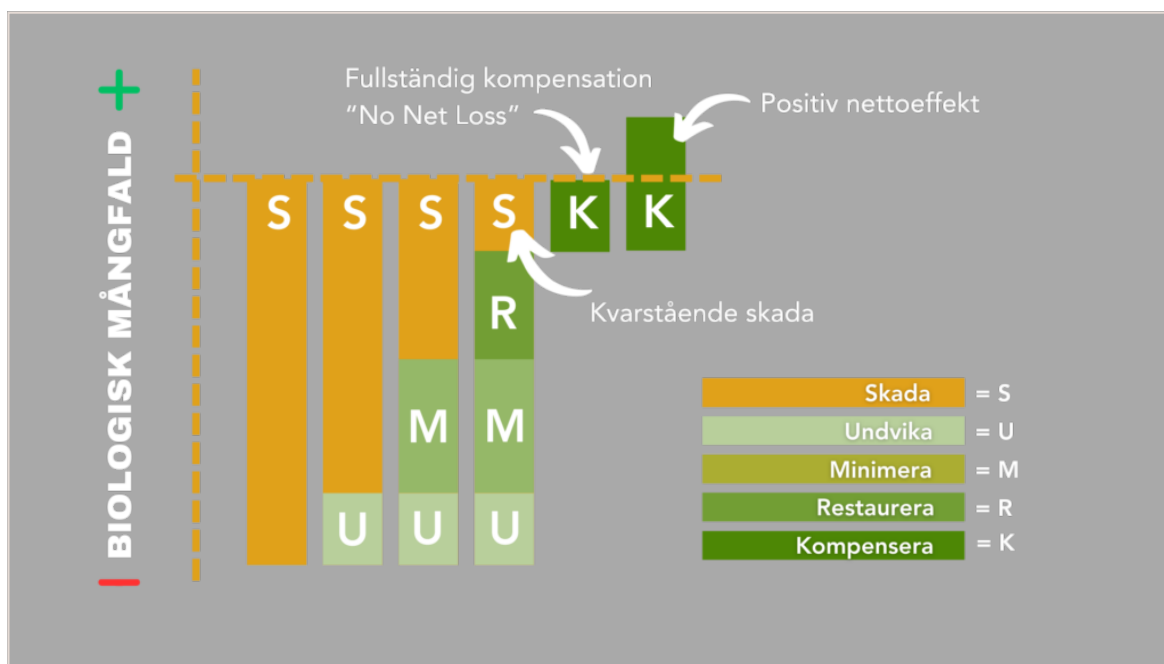 BIOLOGISK MÅNGFALD
Fullständig kompensation
"No Net Loss"
Positiv nettoeffekt
S S S S K K
R
Kvarstående skada
M M
U U U
Skada = S
Undvika = U
Minimera = M
Restaurera = R
Kompensera = K